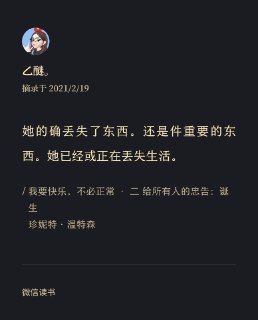 乙醚。
摘录于 2021/2/19
她的确丢失了东西。还是件重要的东
西。她已经或正在丢失生活。
/ 我要快乐，不必正常 · 二 给所有人的忠告：诞
生
珍妮特·温特森
微信读书